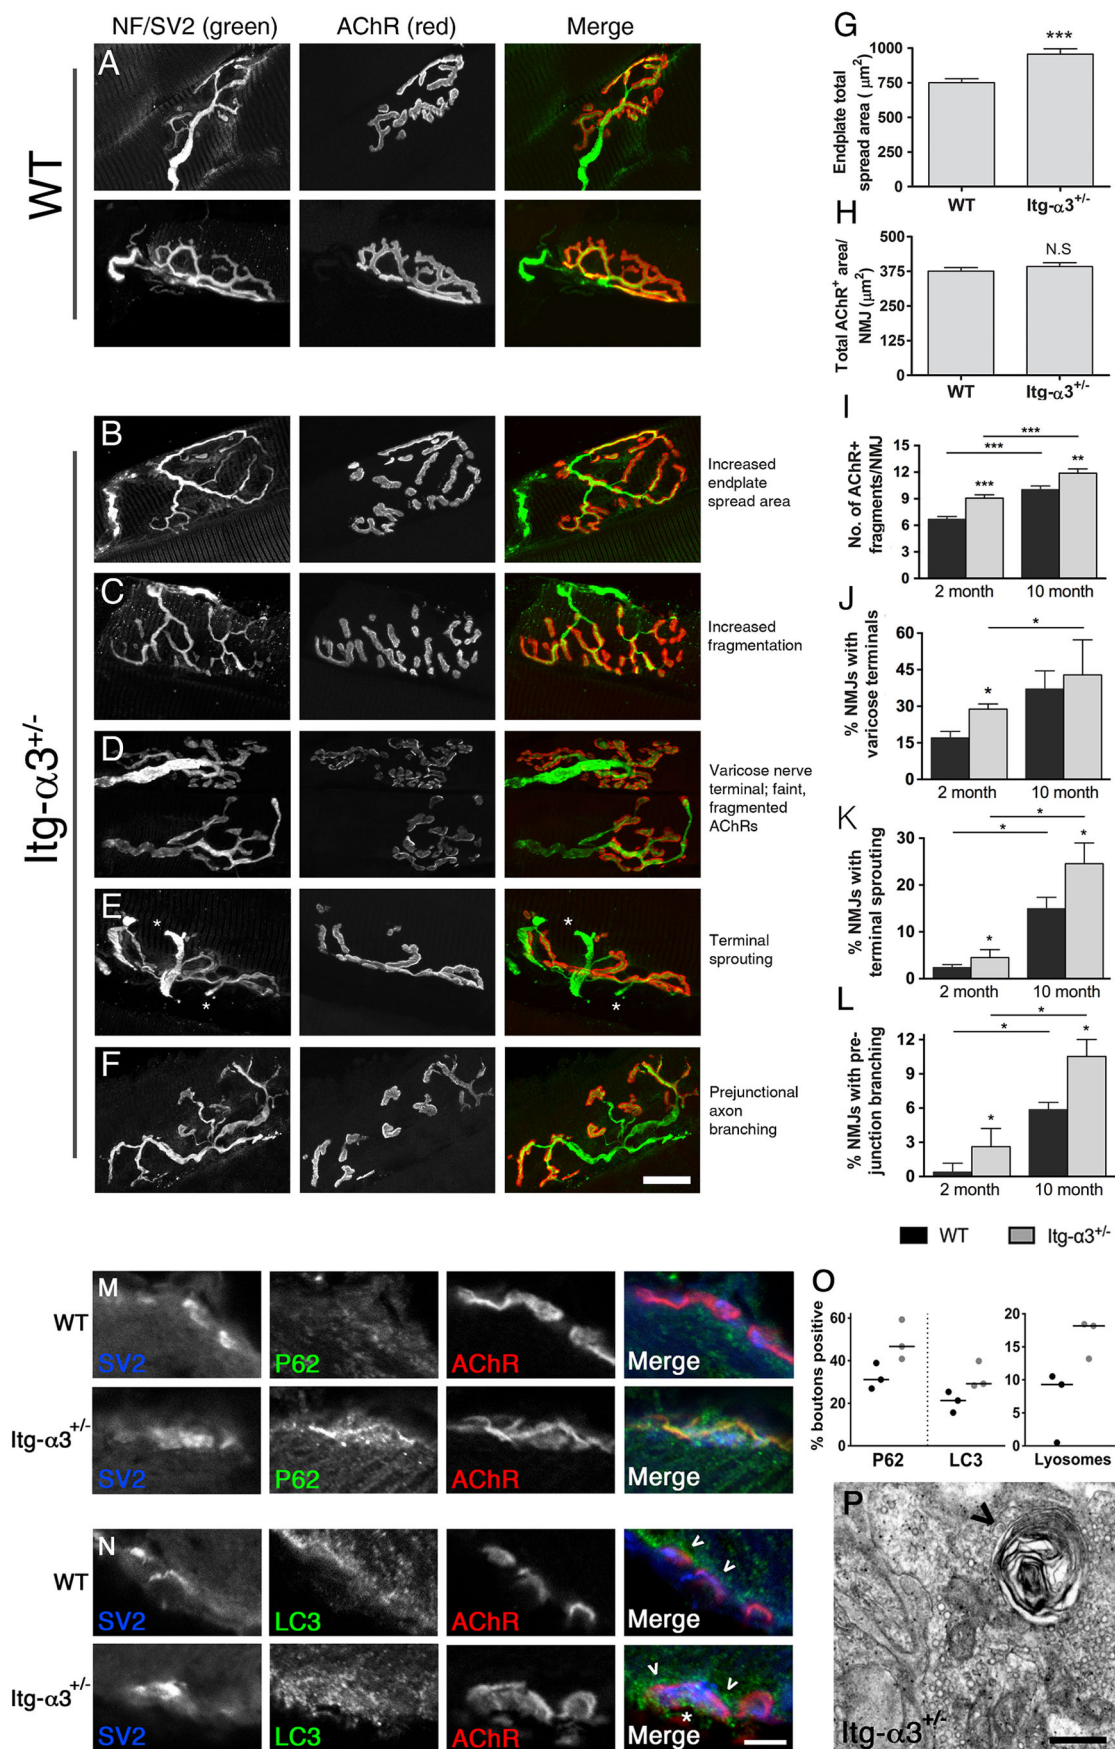 NF/SV2 (green)
AChR (red)
Merge
WT
A
Itg-α3+/-
B
Increased
endplate
spread area
C
Increased
fragmentation
D
Varicose nerve
terminal; faint,
fragmented
AChRs
E
*
*
*
*
Terminal
sprouting
F
Prejunctional
axon
branching
G
Endplate total
spread area ( μm2)
1000
750
500
250
0
***
WT
Itg-α3+/-
H
Total AChR+ area/
NMJ (μm2)
500
375
250
125
0
N.S
WT
Itg-α3+/-
I
No. of AChR+
fragments/NMJ
15
12
9
6
3
0
***
***
***
**
2 month
10 month
J
% NMJs with
varicose terminals
60
45
30
15
0
*
*
2 month
10 month
K
% NMJs with
terminal sprouting
30
20
10
0
*
*
*
*
2 month
10 month
L
% NMJs with pre-
junction branching
12
9
6
3
0
*
*
*
*
2 month
10 month
WT
Itg-α3+/-
M
WT
SV2
P62
AChR
Merge
Itg-α3+/-
SV2
P62
AChR
Merge
N
WT
SV2
LC3
AChR
Merge
Itg-α3+/-
SV2
LC3
AChR
*
Merge
O
% boutons positive
60
40
20
0
P62
LC3
20
15
10
5
0
Lyosomes
P
Itg-α3+/-